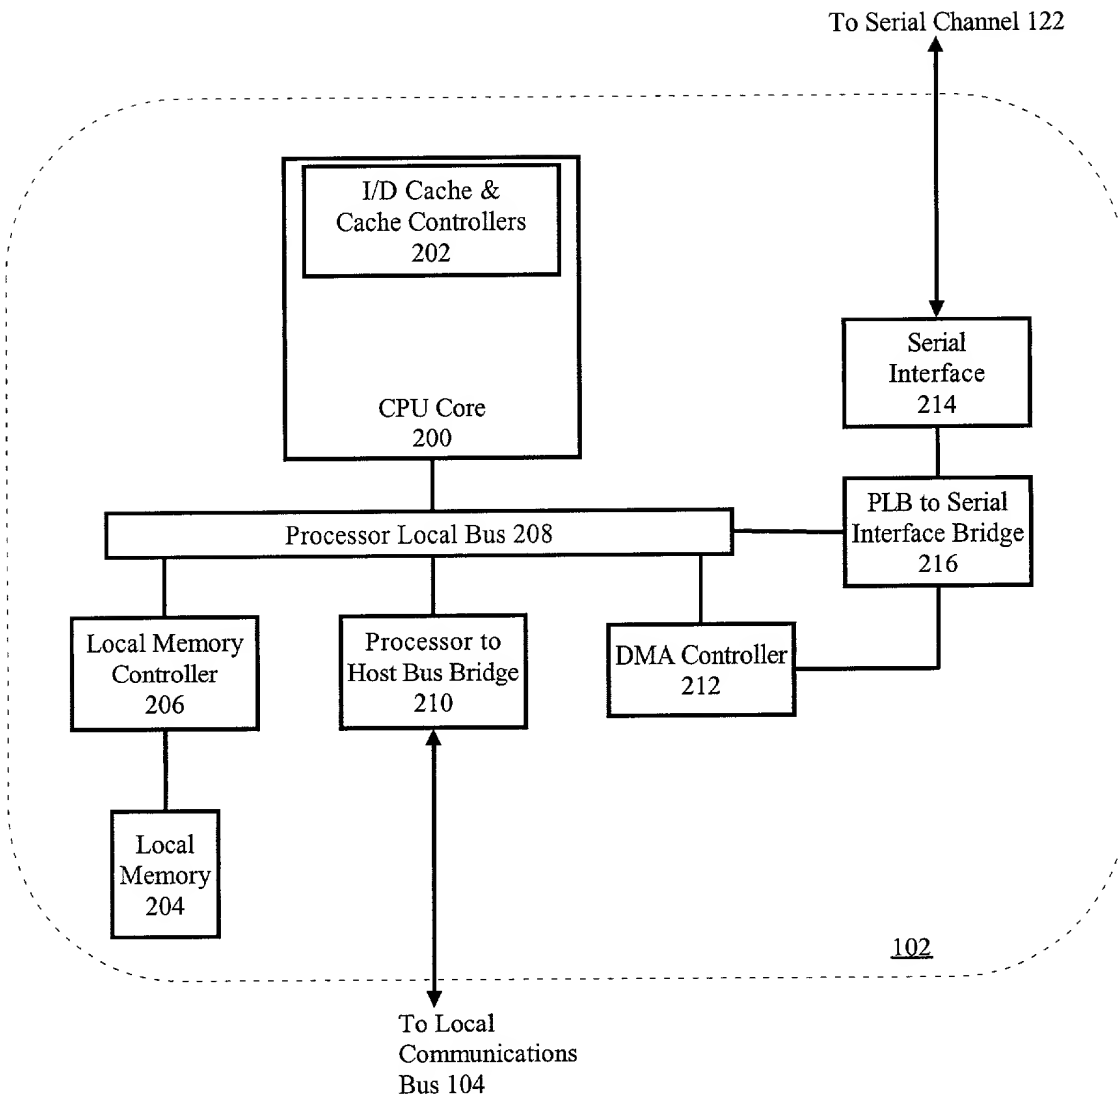 To Serial Channel 122
I/D Cache &
Cache Controllers
202
CPU Core
200
Serial
Interface
214
Processor Local Bus 208
PLB to Serial
Interface Bridge
216
Local Memory
Controller
206
Processor to
Host Bus Bridge
210
DMA Controller
212
Local
Memory
204
102
To Local
Communications
Bus 104